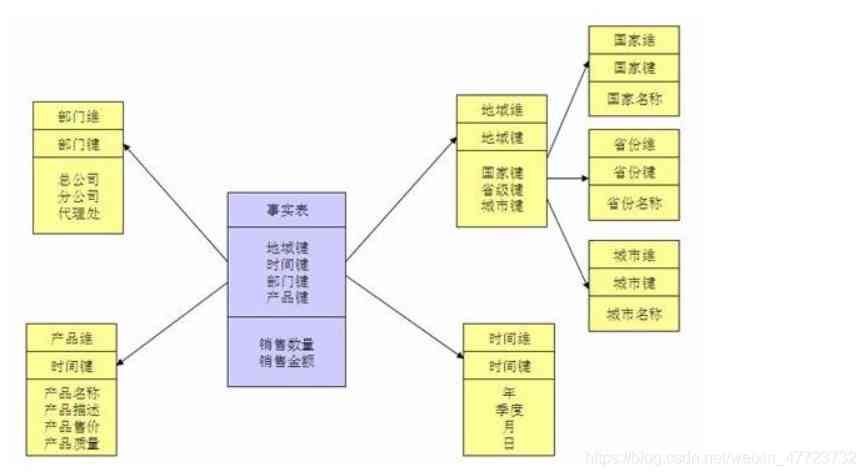 国家维
国家键
国家名称
部门维
部门键
总公司
分公司
代理处
地域维
地域键
国家键
省级键
城市键
省份维
省份键
省份名称
事实表
地域键
时间键
部门键
产品键
销售数量
销售金额
城市维
城市键
城市名称
产品维
时间键
产品名称
产品描述
产品售价
产品质量
时间维
时间键
年
季度
月
日
https://blog.csdn.net/weixin_47723732